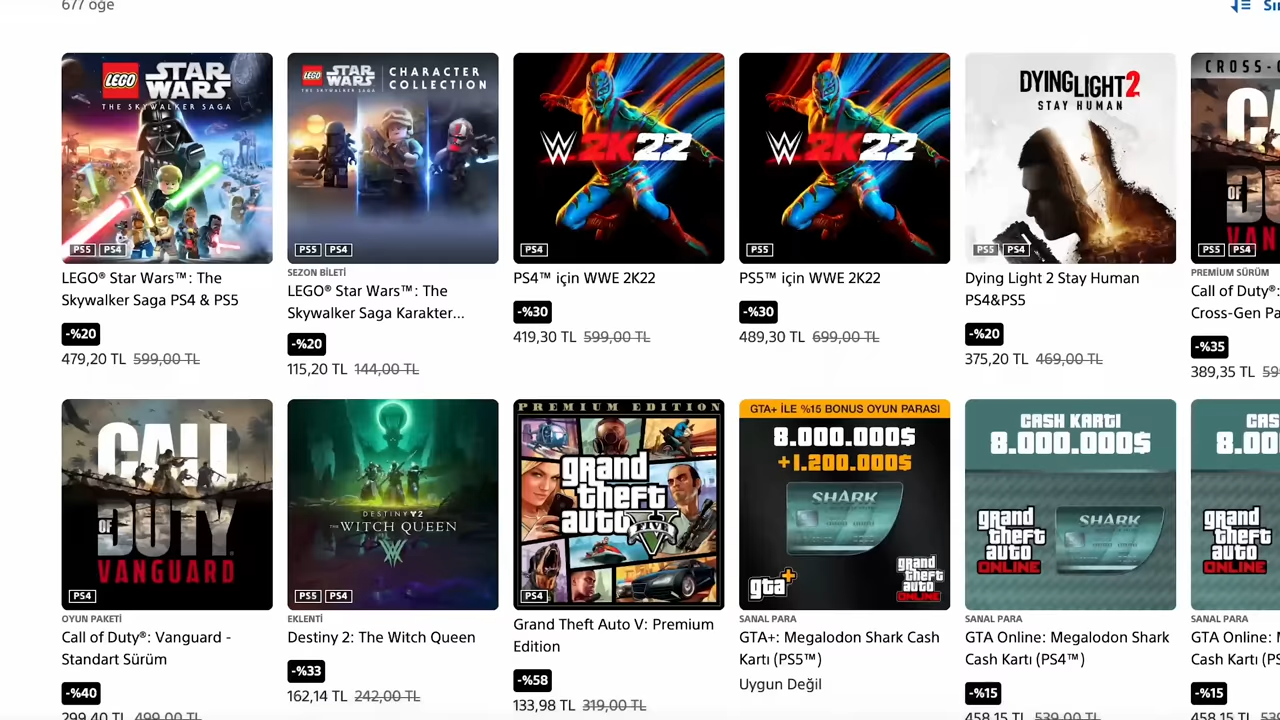 677 öğe
LEGO STAR WARS
THE SKYWALKER SAGA
PS5 PS4
LEGO® Star Wars™: The
Skywalker Saga PS4 & PS5
-%20
479,20 TL 599,00 TL
LEGO STAR WARS CHARACTER COLLECTION
THE SKYWALKER SAGA
PS5 PS4
SEZON BİLETİ
LEGO® Star Wars™: The
Skywalker Saga Karakter...
-%20
115,20 TL 144,00 TL
W 2K22
PS4
PS4™ için WWE 2K22
-%30
419,30 TL 599,00 TL
W 2K22
PS5
PS5™ için WWE 2K22
-%30
489,30 TL 699,00 TL
DYING LIGHT 2
STAY HUMAN
PS5 PS4
Dying Light 2 Stay Human
PS4&PS5
-%20
375,20 TL 469,00 TL
CROSS-
OF
PS5 PS4
PREMİUM SÜRÜM
Call of Duty®:
Cross-Gen
-%35
389,35 TL
CALL
OF DUTY
VANGUARD
PS4
OYUN PAKETİ
Call of Duty®: Vanguard -
Standart Sürüm
-%40
299,40 TL 499,00 TL
DESTINY 2
THE WITCH QUEEN
PS5 PS4
EKLENTİ
Destiny 2: The Witch Queen
-%33
162,14 TL 242,00 TL
PREMIUM EDITION
grand
theft
auto V
FIVE
PS4
Grand Theft Auto V: Premium
Edition
-%58
133,98 TL 319,00 TL
GTA+ İLE %15 BONUS OYUN PARASI
8.000.000$
+1.200.000$
SHARK
gta+
grand
theft
auto
ONLINE
SANAL PARA
GTA+: Megalodon Shark Cash
Kartı (PS5™)
Uygun Değil
CASH KARTI
8.000.000$
grand
theft
auto
ONLINE
SHARK
SANAL PARA
GTA Online: Megalodon Shark
Cash Kartı (PS4™)
-%15
458,15 TL 539,00 TL
grand
theft
auto
ONLINE
SANAL PARA
GTA Online:
Cash Kartı
-%15
458,15 TL